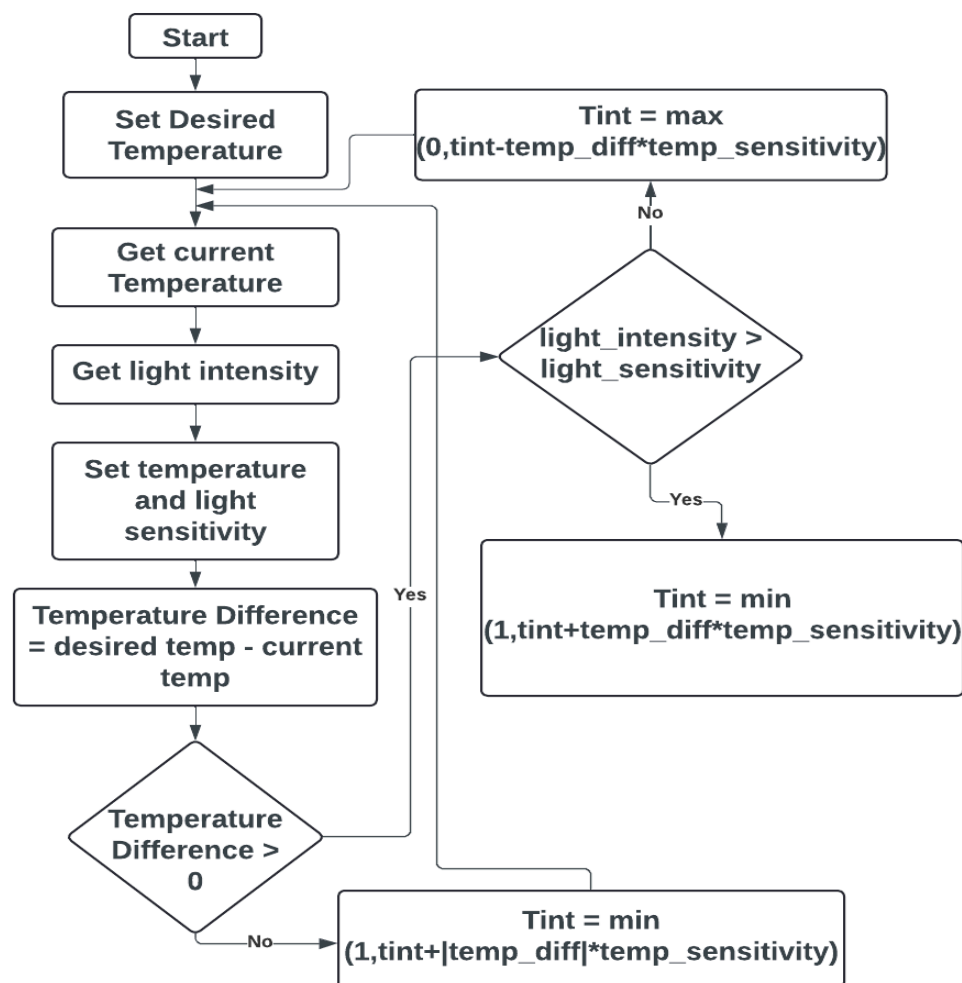 Start
Set Desired
Temperature
Get current
Temperature
Get light intensity
Set temperature
and light
sensitivity
Temperature Difference
= desired temp - current
temp
Temperature
Difference >
0
Yes
No
Tint = min
(1,tint+|temp_diff|*temp_sensitivity)
light_intensity >
light_sensitivity
No
Tint = max
(0,tint-temp_diff*temp_sensitivity)
Yes
Tint = min
(1,tint+temp_diff*temp_sensitivity)